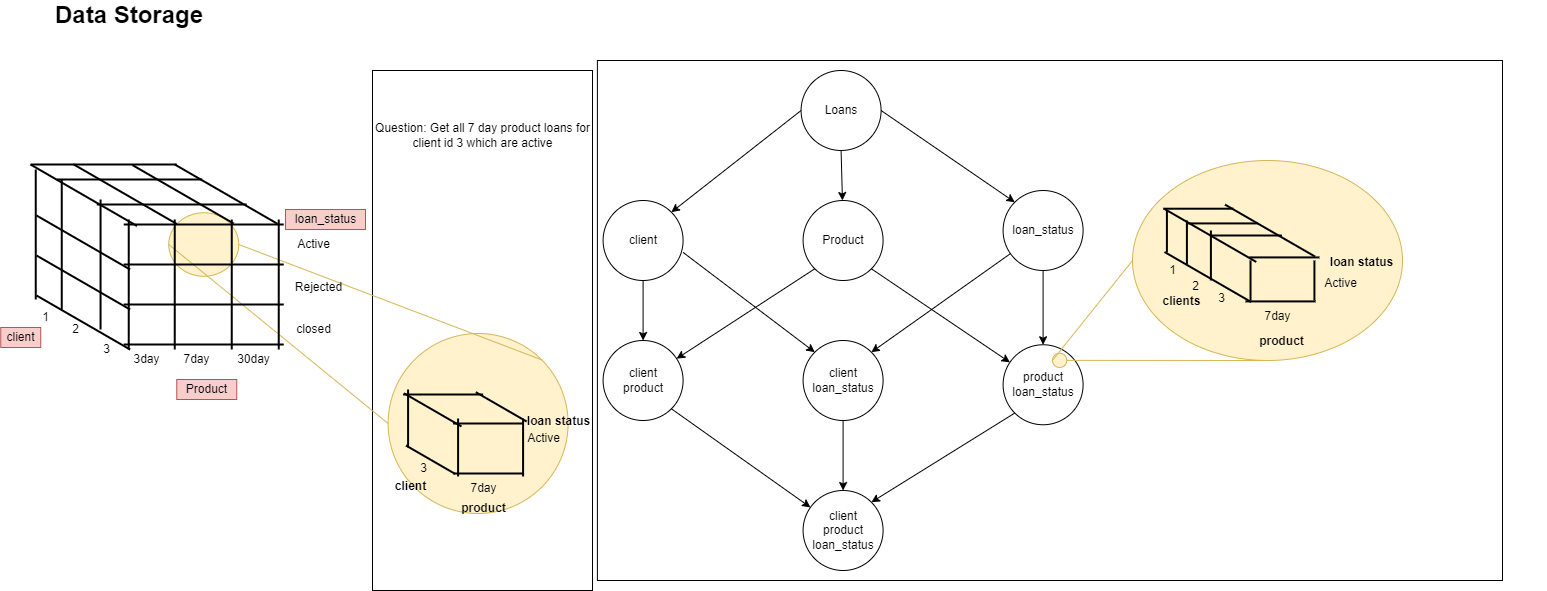 Data Storage
loan_status
Active
Rejected
closed
1
2
3
client
3day
7day
30day
Product
Question: Get all 7 day product loans for
client id 3 which are active
loan status
Active
3
client
7day
product
Loans
client
Product
loan_status
client
product
client
loan_status
product
loan_status
client
product
loan_status
loan status
Active
1
2
3
clients
7day
product